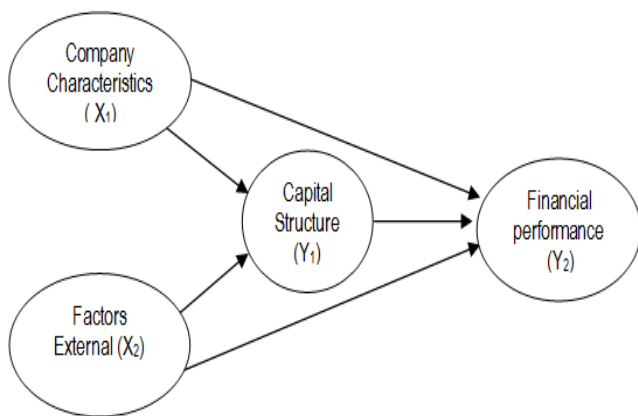 Company
Characteristics
( X₁)
Capital
Structure
(Y₁)
Financial
performance
(Y₂)
Factors
External (X₂)